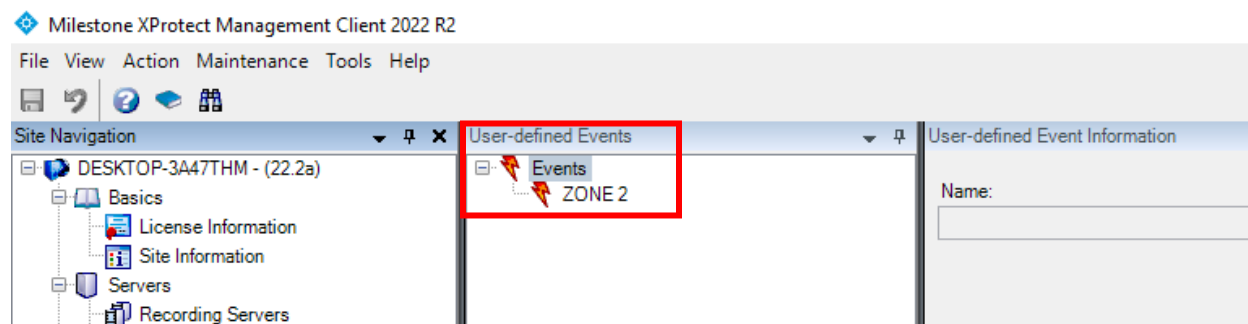 Milestone XProtect Management Client 2022 R2
File View Action Maintenance Tools Help
Site Navigation
DESKTOP-3A47THM - (22.2a)
Basics
License Information
Site Information
Servers
Recording Servers
User-defined Events
Events
ZONE 2
User-defined Event Information
Name: